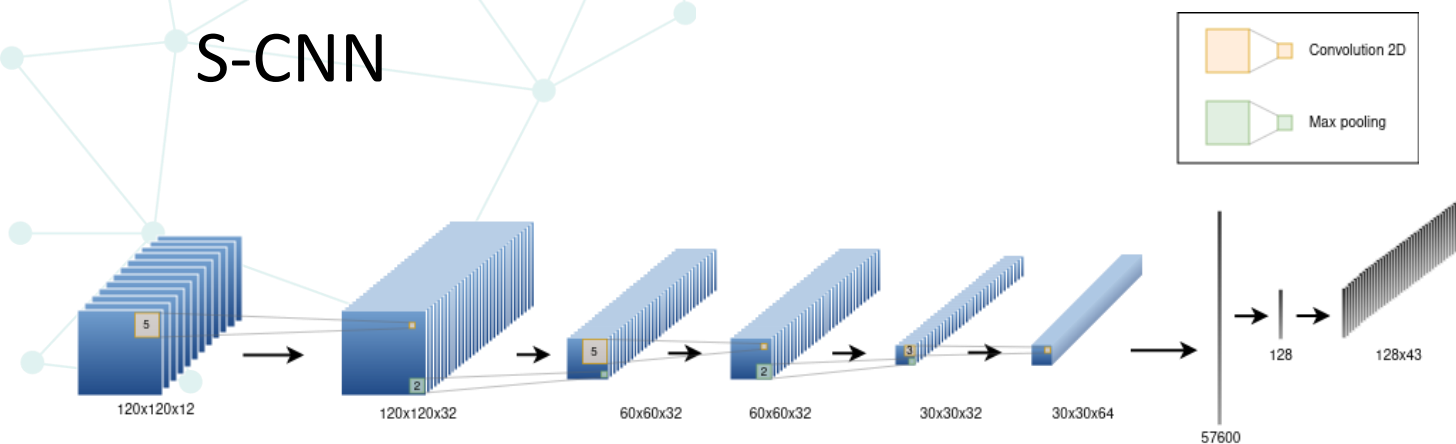 S-CNN
Convolution 2D
Max pooling
5
2
5
2
3
120x120x12
120x120x32
60x60x32
60x60x32
30x30x32
30x30x64
57600
128
128x43